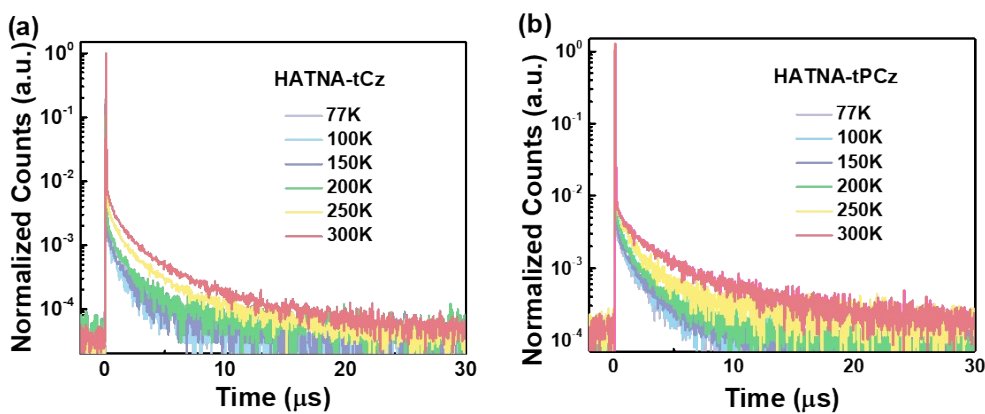 (a)
Normalized Counts (a.u.)
10⁰
10⁻¹
10⁻²
10⁻³
10⁻⁴
HATNA-tCz
77K
100K
150K
200K
250K
300K
0
10
20
30
Time (μs)
(b)
Normalized Counts (a.u.)
10⁰
10⁻¹
10⁻²
10⁻³
10⁻⁴
HATNA-tPCz
77K
100K
150K
200K
250K
300K
0
10
20
30
Time (μs)